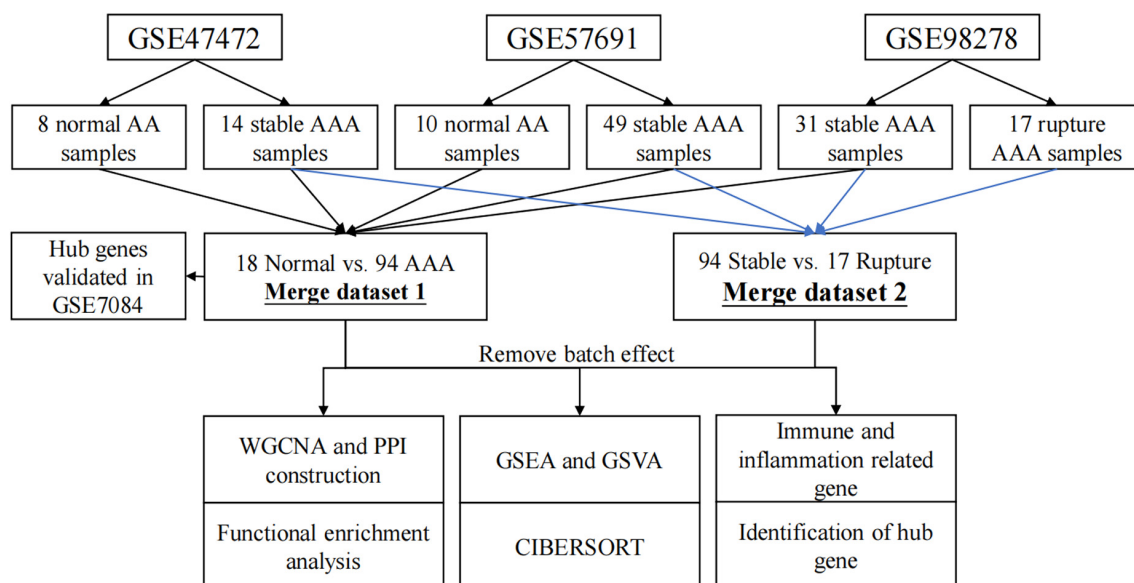 GSE47472
GSE57691
GSE98278
8 normal AA
samples
14 stable AAA
samples
10 normal AA
samples
49 stable AAA
samples
31 stable AAA
samples
17 rupture
AAA samples
Hub genes
validated in
GSE7084
18 Normal vs. 94 AAA
Merge dataset 1
94 Stable vs. 17 Rupture
Merge dataset 2
Remove batch effect
WGCNA and PPI
construction
Functional enrichment
analysis
GSEA and GSVA
CIBERSORT
Immune and
inflammation related
gene
Identification of hub
gene